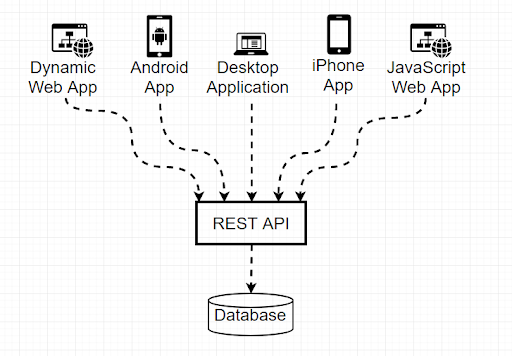 Dynamic
Web App
Android
App
Desktop
Application
iPhone
App
JavaScript
Web App
REST API
Database